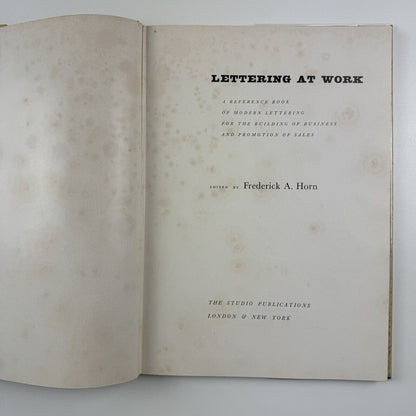 LETTERING AT WORK
A REFERENCE BOOK
OF MODERN LETTERING
FOR THE BUILDING OF BUSINESS
AND PROMOTION OF SALES
EDITED BY Frederick A. Horn
THE STUDIO PUBLICATIONS
LONDON & NEW YORK